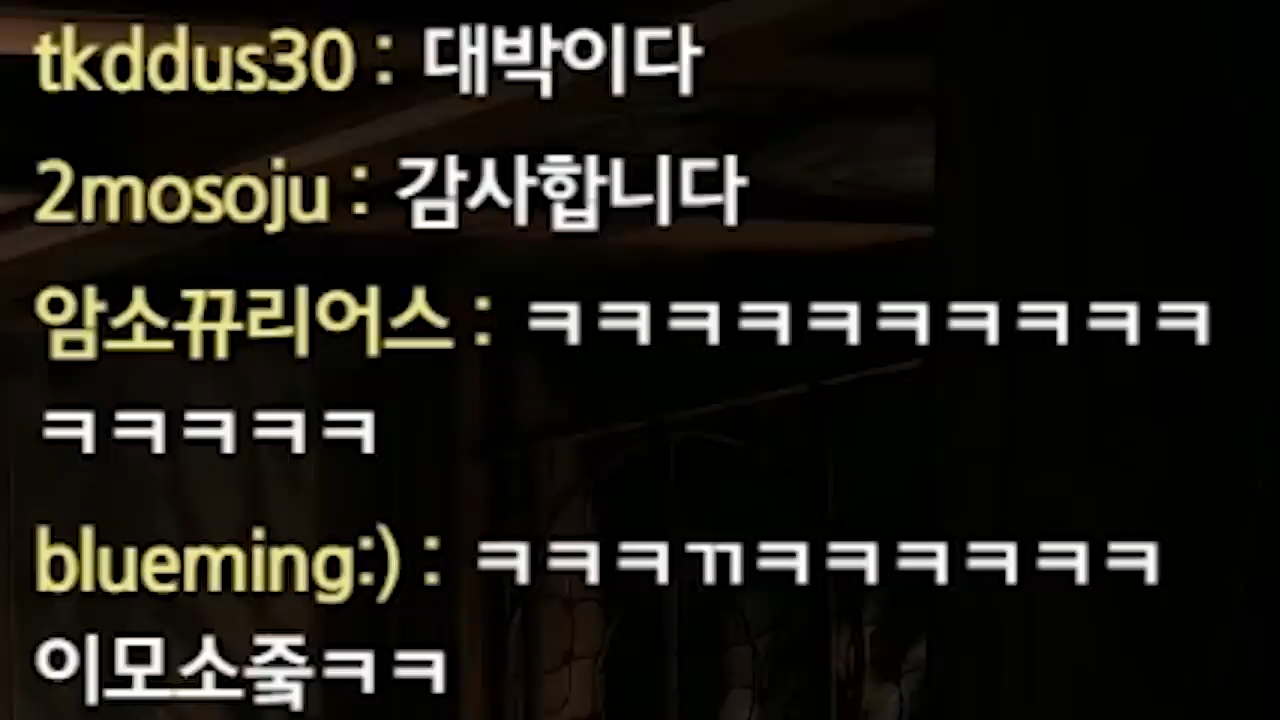 tkddus30 : 대박이다
2mosoju : 감사합니다
암소뀨리어스 : ㅋㅋㅋㅋㅋㅋㅋㅋㅋㅋ
ㅋㅋㅋㅋㅋ
blueming:) : ㅋㅋㅋㄲㅋㅋㅋㅋㅋㅋ
이모소줓ㅋㅋ